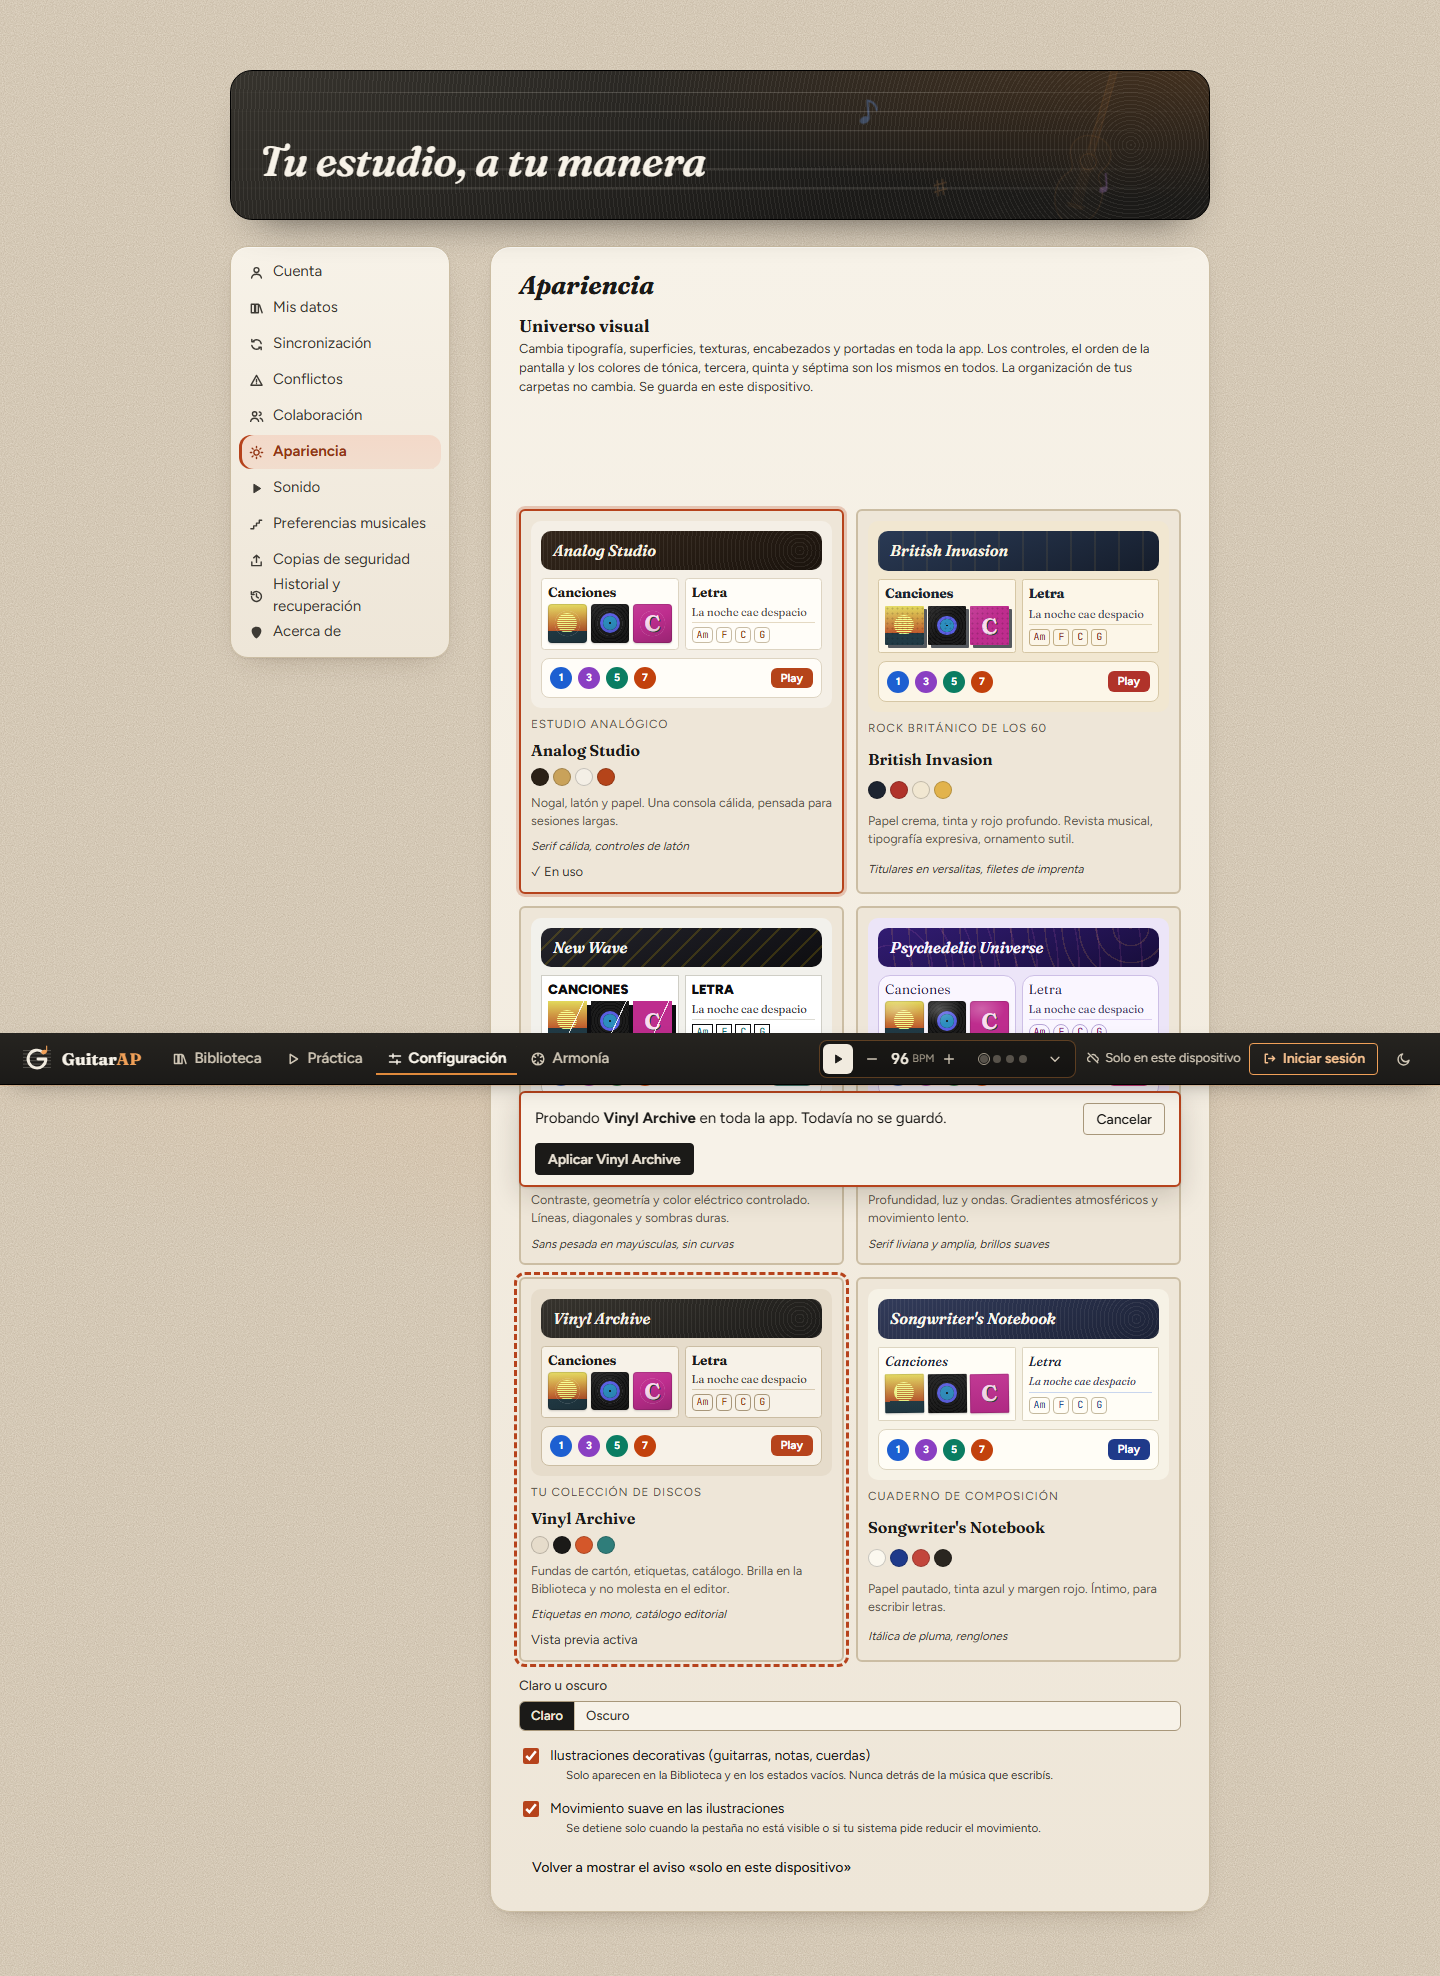 Tu estudio, a tu manera
Cuenta
Mis datos
Sincronización
Conflictos
Colaboración
Apariencia
Sonido
Preferencias musicales
Copias de seguridad
Historial y
recuperación
Acerca de
Apariencia
Universo visual
Cambia tipografía, superficies, texturas, encabezados y portadas en toda la app. Los controles, el orden de la
pantalla y los colores de tónica, tercera, quinta y séptima son los mismos en todos. La organización de tus
carpetas no cambia. Se guarda en este dispositivo.
Analog Studio
Canciones
C
Letra
La noche cae despacio
Am F C G
1 3 5 7 Play
ESTUDIO ANALÓGICO
Analog Studio
Nogal, latón y papel. Una consola cálida, pensada para
sesiones largas.
Serif cálida, controles de latón
✓ En uso
British Invasion
Canciones
C
Letra
La noche cae despacio
Am F C G
1 3 5 7 Play
ROCK BRITÁNICO DE LOS 60
British Invasion
Papel crema, tinta y rojo profundo. Revista musical,
tipografía expresiva, ornamento sutil.
Titulares en versalitas, filetes de imprenta
New Wave
CANCIONES
C
LETRA
La noche cae despacio
Am F C G
Psychedelic Universe
Canciones
C
Letra
La noche cae despacio
Am F C G
GuitarAP
Biblioteca
Práctica
Configuración
Armonía
96 BPM
Solo en este dispositivo
Iniciar sesión
Probando Vinyl Archive en toda la app. Todavía no se guardó.
Cancelar
Aplicar Vinyl Archive
Contraste, geometría y color eléctrico controlado.
Líneas, diagonales y sombras duras.
Sans pesada en mayúsculas, sin curvas
Profundidad, luz y ondas. Gradientes atmosféricos y
movimiento lento.
Serif liviana y amplia, brillos suaves
Vinyl Archive
Canciones
C
Letra
La noche cae despacio
Am F C G
1 3 5 7 Play
TU COLECCIÓN DE DISCOS
Vinyl Archive
Fundas de cartón, etiquetas, catálogo. Brilla en la
Biblioteca y no molesta en el editor.
Etiquetas en mono, catálogo editorial
Vista previa activa
Songwriter's Notebook
Canciones
C
Letra
La noche cae despacio
Am F C G
1 3 5 7 Play
CUADERNO DE COMPOSICIÓN
Songwriter's Notebook
Papel pautado, tinta azul y margen rojo. Íntimo, para
escribir letras.
Itálica de pluma, renglones
Claro u oscuro
Claro
Oscuro
Ilustraciones decorativas (guitarras, notas, cuerdas)
Solo aparecen en la Biblioteca y en los estados vacíos. Nunca detrás de la música que escribís.
Movimiento suave en las ilustraciones
Se detiene solo cuando la pestaña no está visible o si tu sistema pide reducir el movimiento.
Volver a mostrar el aviso «solo en este dispositivo»